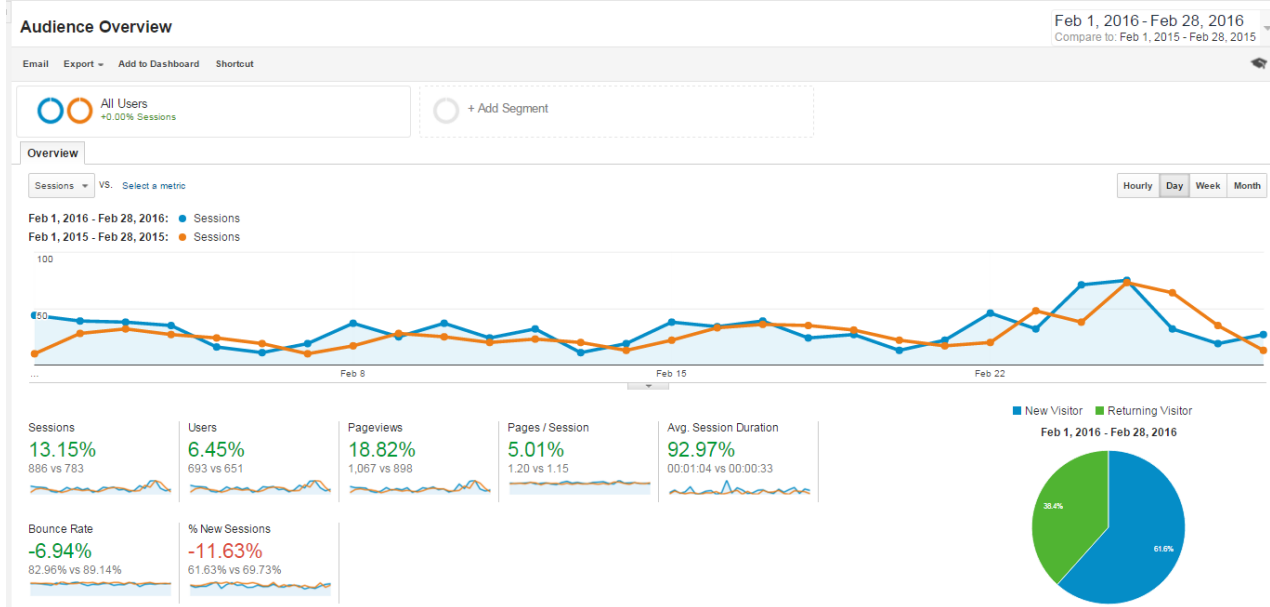 Audience Overview
Feb 1, 2016 - Feb 28, 2016
Compare to: Feb 1, 2015 - Feb 28, 2015
Email Export Add to Dashboard Shortcut
All Users
+0.00% Sessions
+ Add Segment
Overview
Sessions VS. Select a metric
Hourly Day Week Month
Feb 1, 2016 - Feb 28, 2016: Sessions
Feb 1, 2015 - Feb 28, 2015: Sessions
100
50
... Feb 8 Feb 15 Feb 22
New Visitor Returning Visitor
Feb 1, 2016 - Feb 28, 2016
Sessions
13.15%
886 vs 783
Users
6.45%
693 vs 651
Pageviews
18.82%
1,067 vs 898
Pages / Session
5.01%
1.20 vs 1.15
Avg. Session Duration
92.97%
00:01:04 vs 00:00:33
Bounce Rate
-6.94%
82.96% vs 89.14%
% New Sessions
-11.63%
61.63% vs 69.73%
38.4%
61.6%